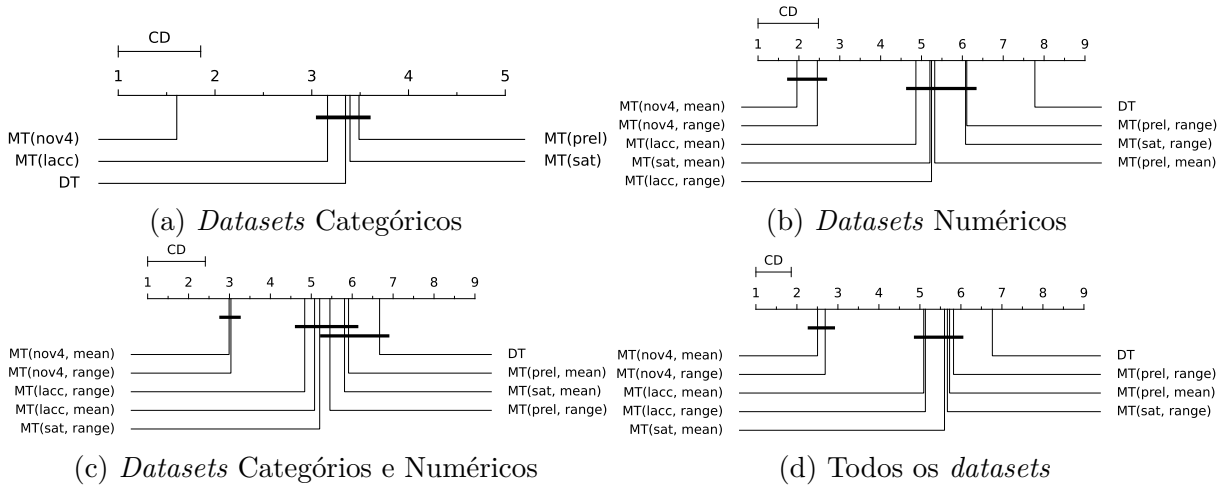 CD
1 2 3 4 5
MT(nov4)
MT(lacc)
DT
MT(prel)
MT(sat)
(a) Datasets Categóricos
CD
1 2 3 4 5 6 7 8 9
MT(nov4, mean)
MT(nov4, range)
MT(lacc, mean)
MT(sat, mean)
MT(lacc, range)
DT
MT(prel, range)
MT(sat, range)
MT(prel, mean)
(b) Datasets Numéricos
CD
1 2 3 4 5 6 7 8 9
MT(nov4, mean)
MT(nov4, range)
MT(lacc, range)
MT(lacc, mean)
MT(sat, range)
DT
MT(prel, mean)
MT(sat, mean)
MT(prel, range)
(c) Datasets Categórios e Numéricos
CD
1 2 3 4 5 6 7 8 9
MT(nov4, mean)
MT(nov4, range)
MT(lacc, mean)
MT(lacc, range)
MT(sat, mean)
DT
MT(prel, range)
MT(prel, mean)
MT(sat, range)
(d) Todos os datasets